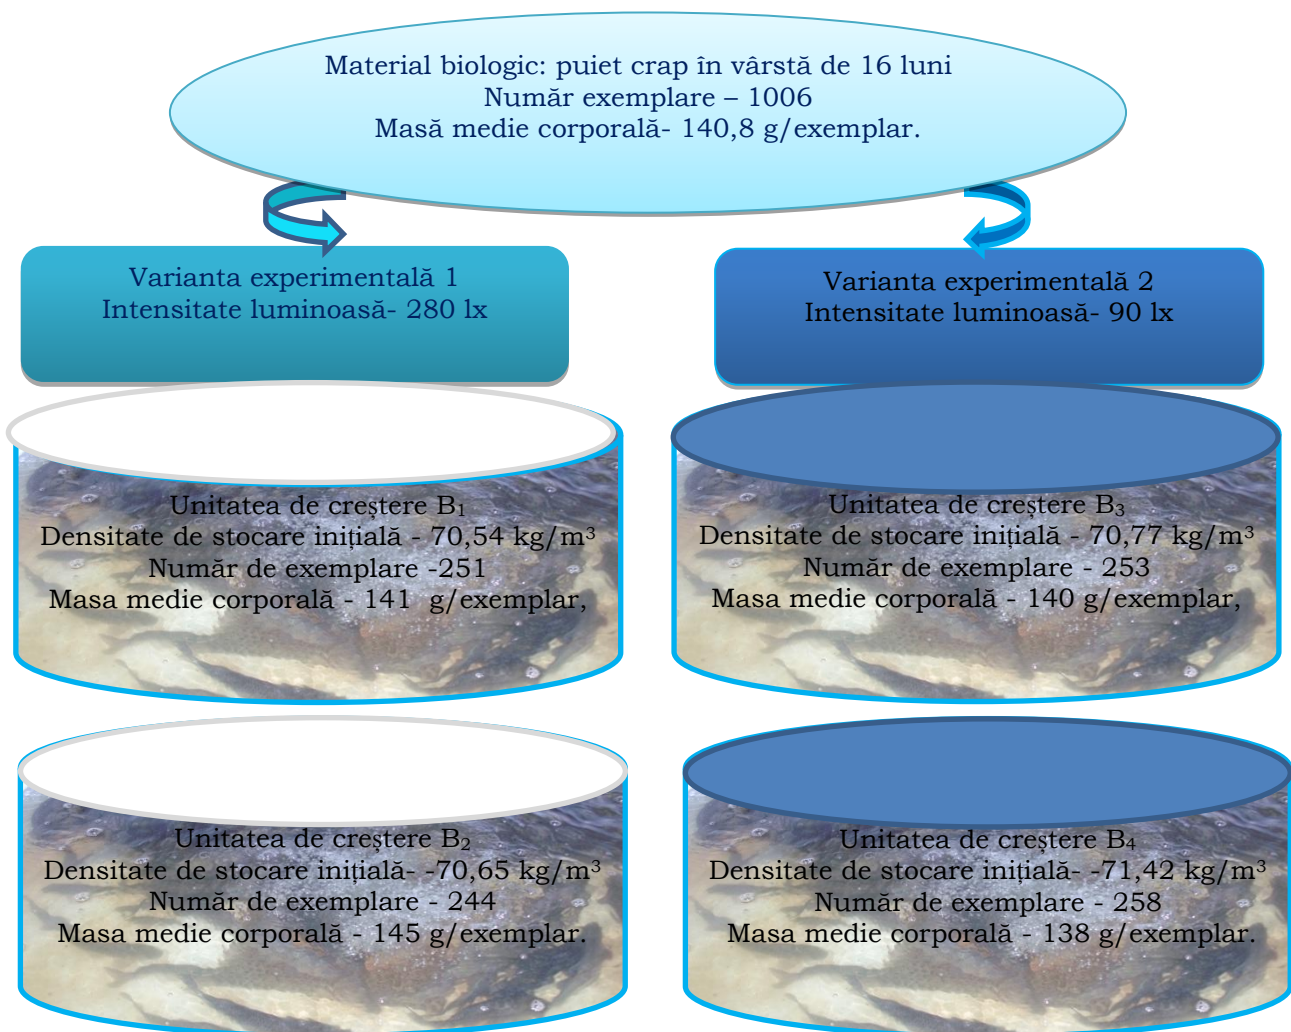 Material biologic: puiet crap în vârstă de 16 luni
Număr exemplare – 1006
Masă medie corporală- 140,8 g/exemplar.
Varianta experimentală 1
Intensitate luminoasă- 280 lx
Varianta experimentală 2
Intensitate luminoasă- 90 lx
Unitatea de creștere B₁
Densitate de stocare inițială - 70,54 kg/m³
Număr de exemplare -251
Masa medie corporală - 141 g/exemplar,
Unitatea de creștere B₃
Densitate de stocare inițială - 70,77 kg/m³
Număr de exemplare - 253
Masa medie corporală - 140 g/exemplar,
Unitatea de creștere B₂
Densitate de stocare inițială- -70,65 kg/m³
Număr de exemplare - 244
Masa medie corporală - 145 g/exemplar.
Unitatea de creștere B₄
Densitate de stocare inițială- -71,42 kg/m³
Număr de exemplare - 258
Masa medie corporală - 138 g/exemplar.